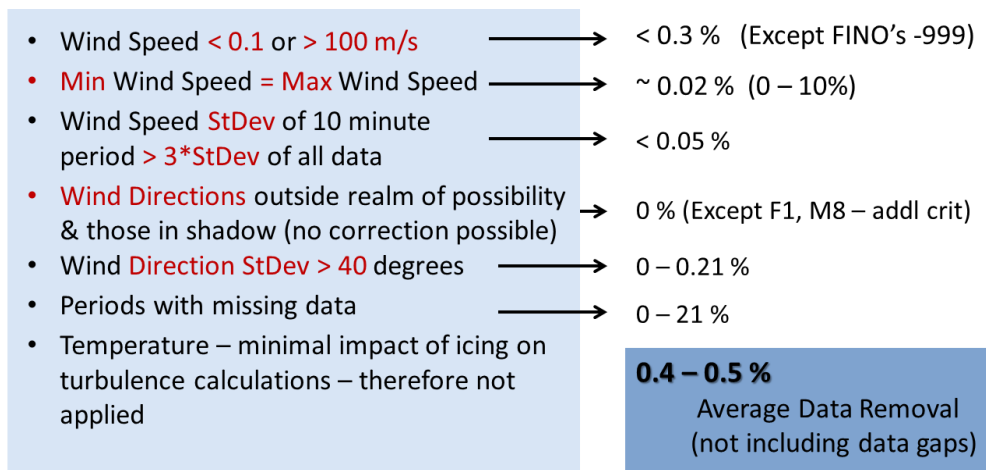 • Wind Speed < 0.1 or > 100 m/s
< 0.3 % (Except FINO's -999)
• Min Wind Speed = Max Wind Speed
~ 0.02 % (0 – 10%)
• Wind Speed StDev of 10 minute
period > 3*StDev of all data
< 0.05 %
• Wind Directions outside realm of possibility
& those in shadow (no correction possible)
0 % (Except F1, M8 – addl crit)
• Wind Direction StDev > 40 degrees
0 – 0.21 %
• Periods with missing data
0 – 21 %
• Temperature – minimal impact of icing on
turbulence calculations – therefore not
applied
0.4 – 0.5 %
Average Data Removal
(not including data gaps)